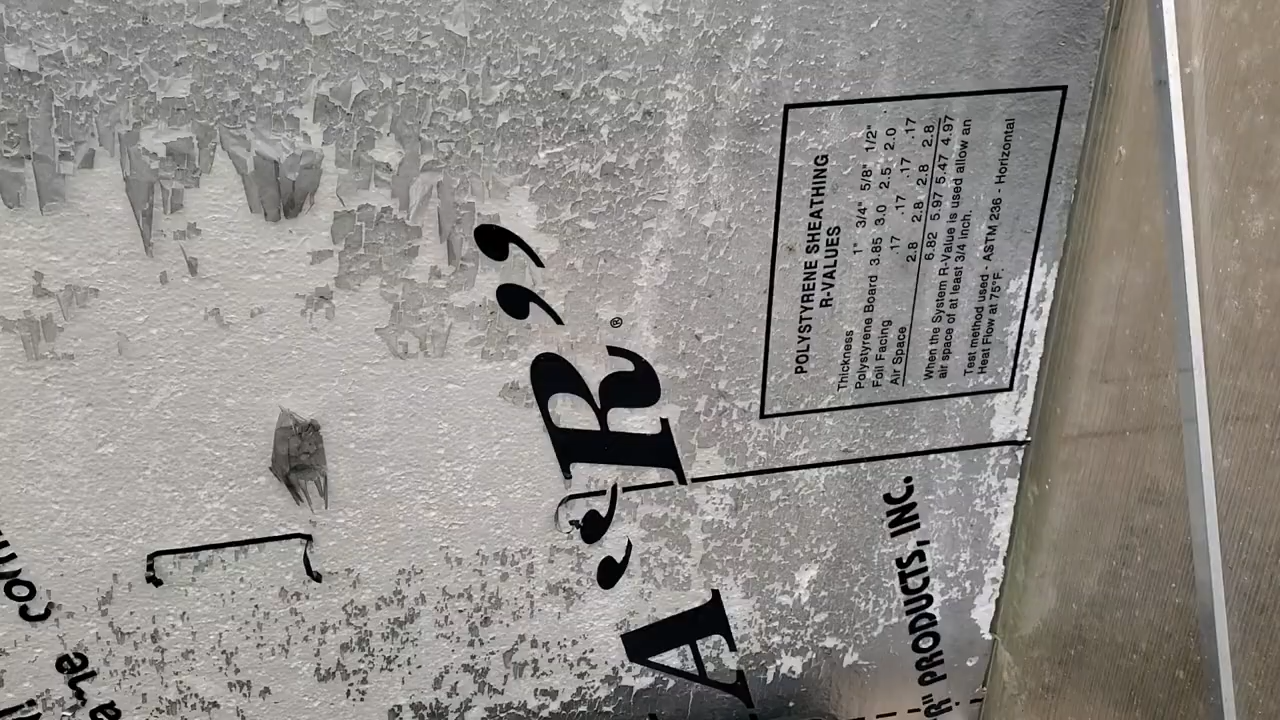 A “R” ®
"R" PRODUCTS, INC.
POLYSTYRENE SHEATHING
R-VALUES
Thickness 1" 3/4" 5/8" 1/2"
Polystyrene Board 3.85 3.0 2.5 2.0
Foil Facing .17 .17 .17 .17
Air Space 2.8 2.8 2.8 2.8
6.82 5.97 5.47 4.97
When the System R-Value is used allow an
air space of at least 3/4 inch.
Test method used - ASTM 236 - Horizontal
Heat Flow at 75°F.